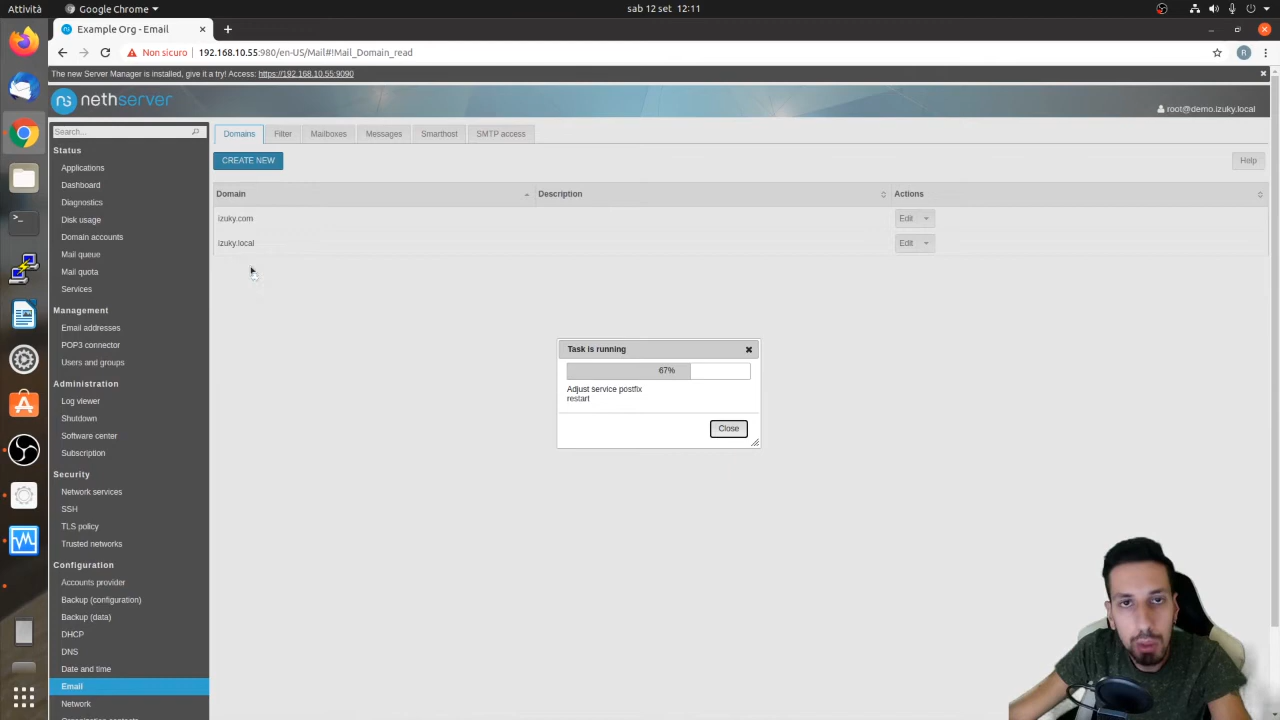 Attività
Google Chrome
sab 12 set, 12:11
Example Org - Email
Non sicuro
192.168.10.55:980/en-US/Mail#!Mail_Domain_read
R
The new Server Manager is installed, give it a try! Access: https://192.168.10.55:9090
nethserver
root@demo.izuky.local
Search...
Status
Applications
Dashboard
Diagnostics
Disk usage
Domain accounts
Mail queue
Mail quota
Services
Management
Email addresses
POP3 connector
Users and groups
Administration
Log viewer
Shutdown
Software center
Subscription
Security
Network services
SSH
TLS policy
Trusted networks
Configuration
Accounts provider
Backup (configuration)
Backup (data)
DHCP
DNS
Date and time
Email
Network
Organization contacts
Domains Filter Mailboxes Messages Smarthost SMTP access
CREATE NEW
Help
Domain Description Actions
izuky.com Edit
izuky.local Edit
Task is running
67%
Adjust service postfix
restart
Close